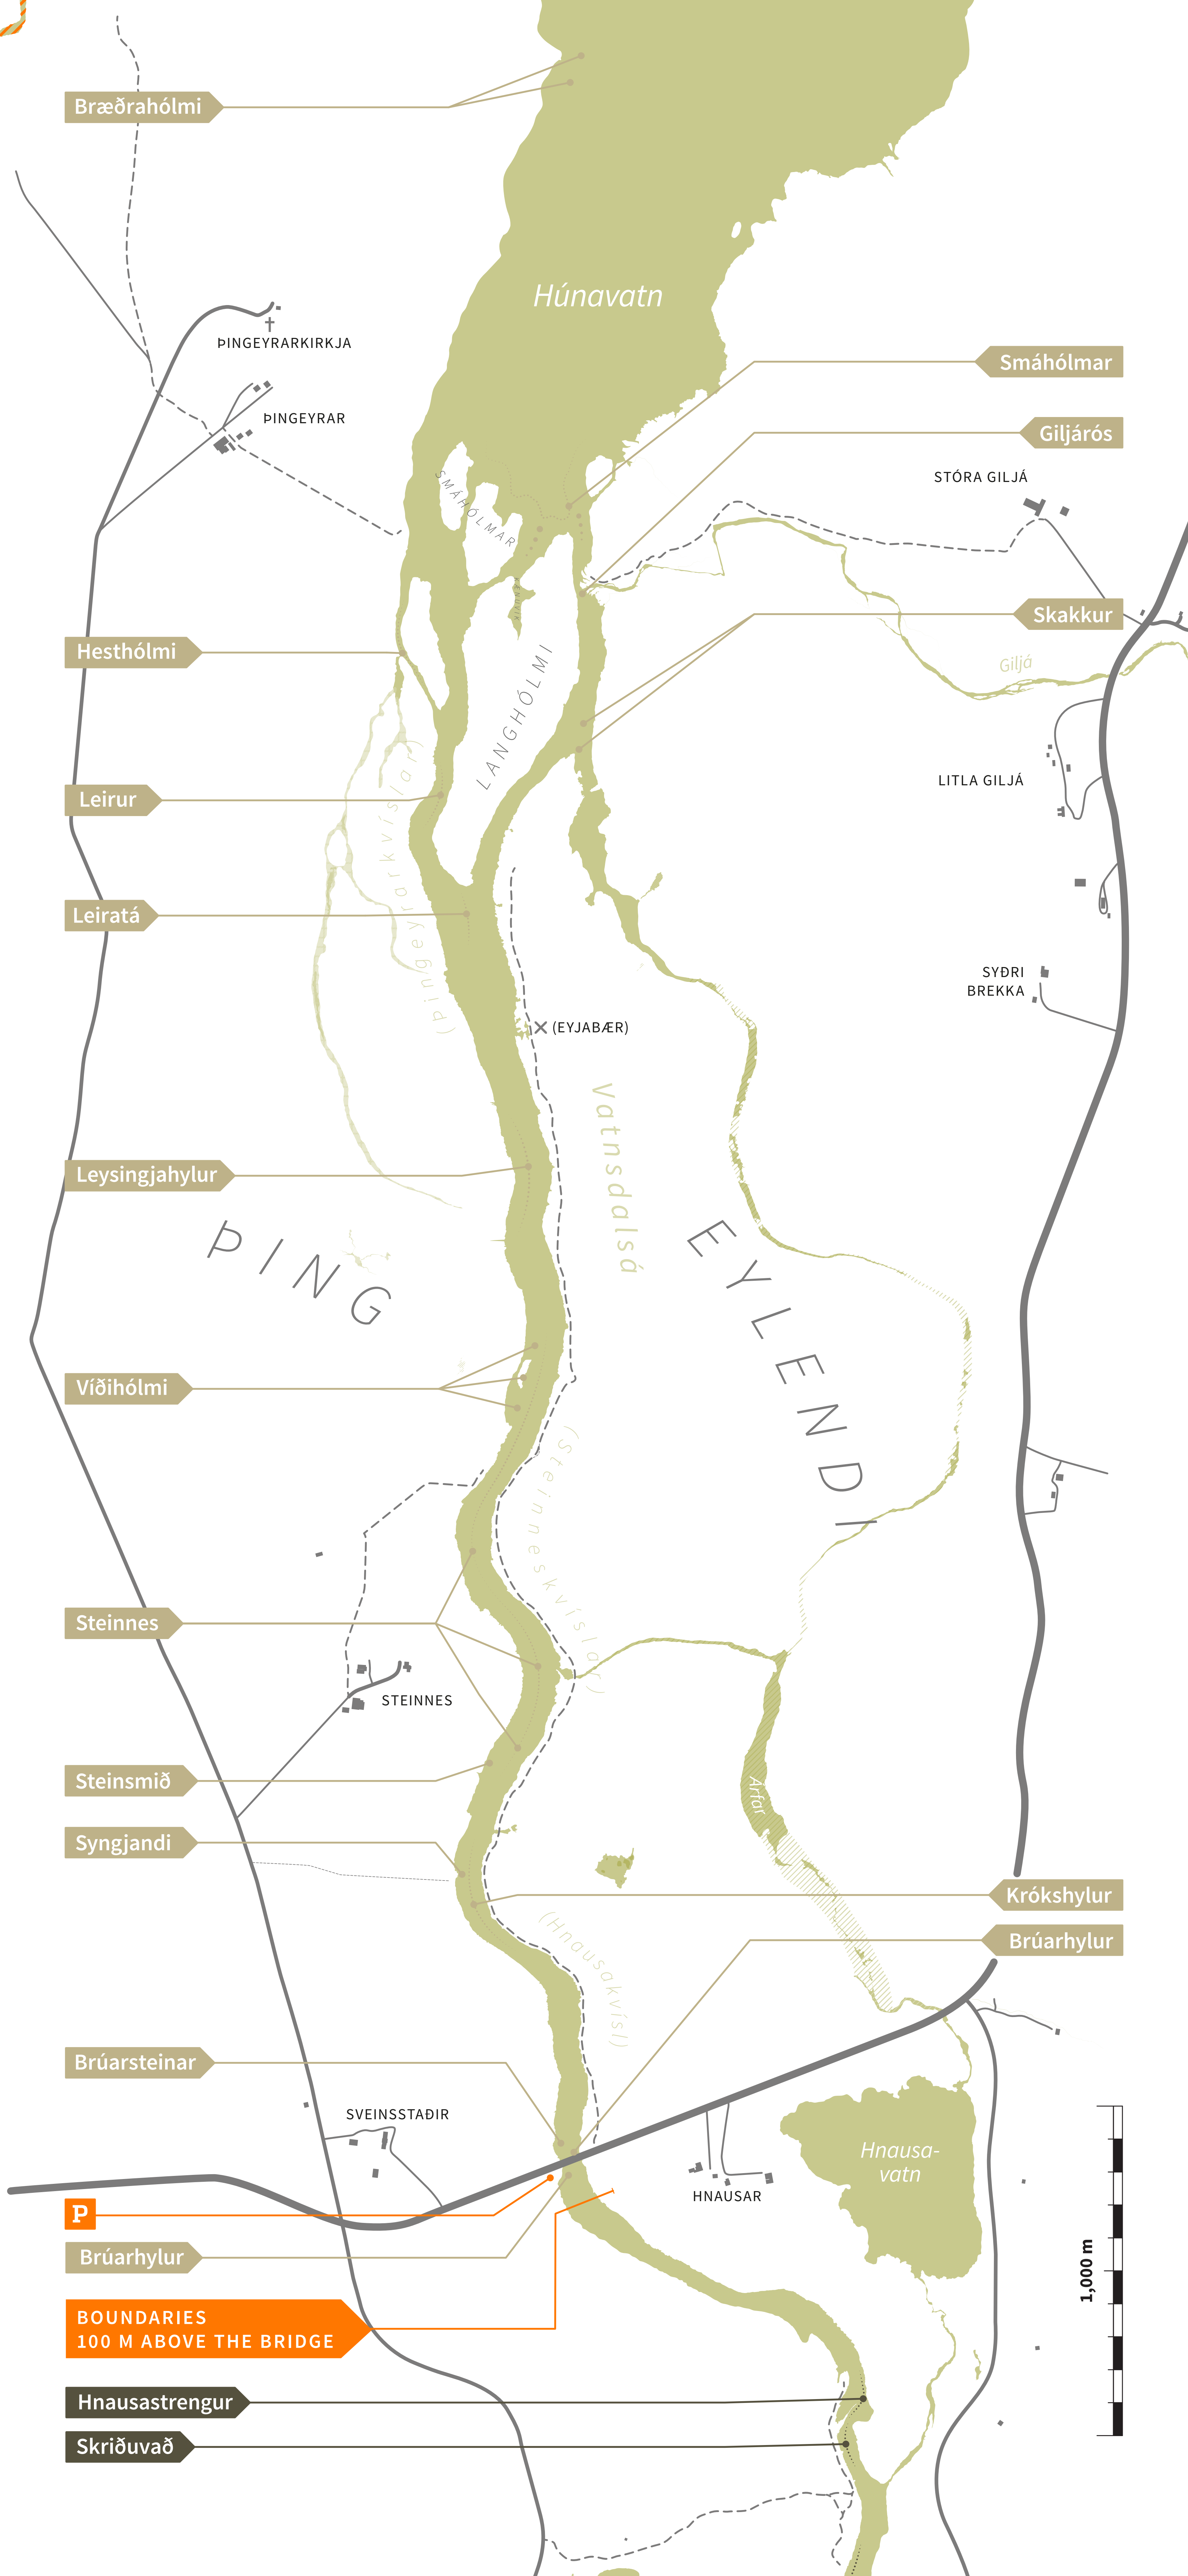 Bræðrahólmi
Húnavatn
ÞINGEYRARKIRKJA
Smáhólmar
ÞINGEYRAR
Giljárós
STÓRA GILJÁ
SMÁHÓLMAR
Skakkur
Hesthólmi
Giljá
LANGHÓLMI
LITLA GILJÁ
Leirur
(Þingeyrarkvíslar)
Leiratá
SYÐRI
BREKKA
(EYJABÆR)
Vatnsdalsá
Leysingjahylur
ÞING
EYLENDI
Víðihólmi
(Steinneskvíslar)
Steinnes
STEINNES
Steinsmið
Árfar
Syngjandi
Krókshylur
(Hnausakvísl)
Brúarhylur
Brúarsteinar
SVEINSSTAÐIR
Hnausa-
vatn
HNAUSAR
P
Brúarhylur
1,000 m
BOUNDARIES
100 M ABOVE THE BRIDGE
Hnausastrengur
Skriðuvað